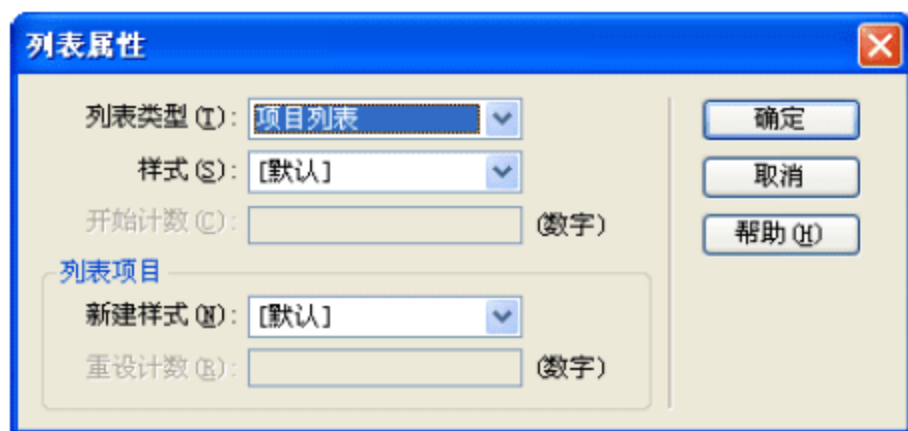 列表属性
列表类型(T): 项目列表
确定
样式(S): [默认]
取消
开始计数(C): (数字)
帮助(H)
列表项目
新建样式(N): [默认]
重设计数(R): (数字)